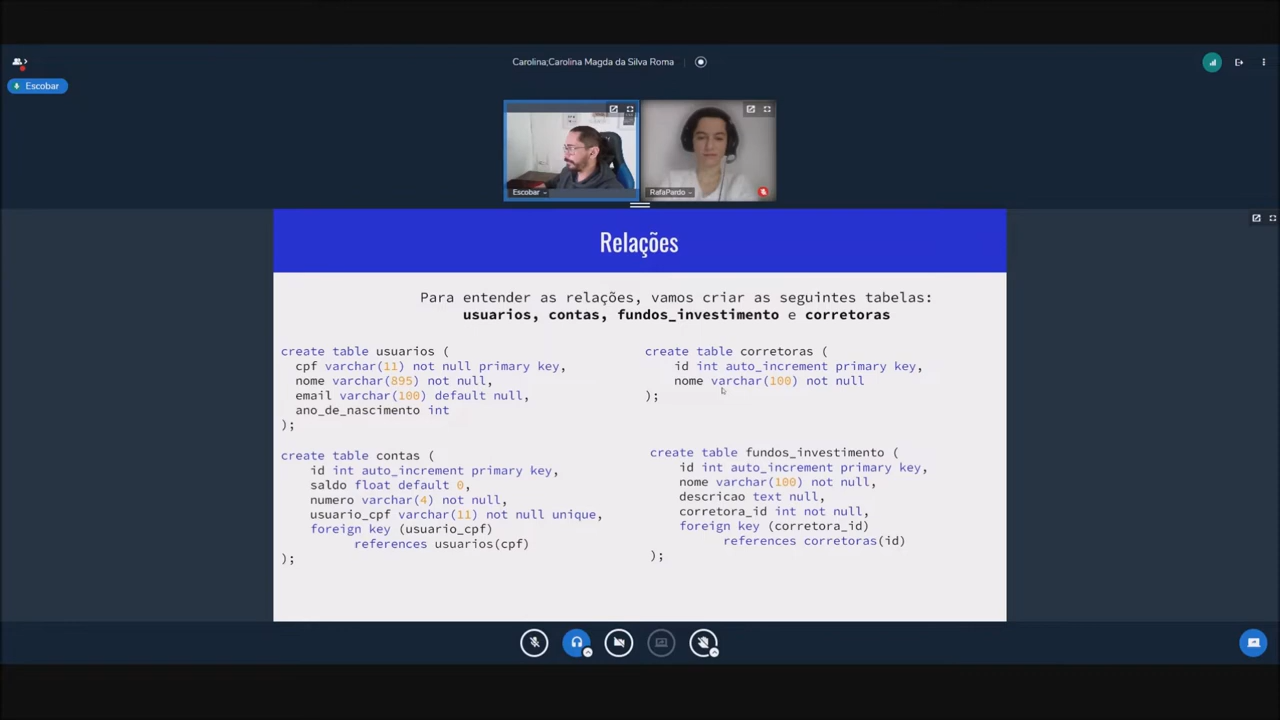 Carolina;Carolina Magda da Silva Roma
Escobar
Escobar
RafaPardo
Relações
Para entender as relações, vamos criar as seguintes tabelas:
usuarios, contas, fundos_investimento e corretoras
create table usuarios (
cpf varchar(11) not null primary key,
nome varchar(895) not null,
email varchar(100) default null,
ano_de_nascimento int
);
create table contas (
id int auto_increment primary key,
saldo float default 0,
numero varchar(4) not null,
usuario_cpf varchar(11) not null unique,
foreign key (usuario_cpf)
references usuarios(cpf)
);
create table corretoras (
id int auto_increment primary key,
nome varchar(100) not null
);
create table fundos_investimento (
id int auto_increment primary key,
nome varchar(100) not null,
descricao text null,
corretora_id int not null,
foreign key (corretora_id)
references corretoras(id)
);